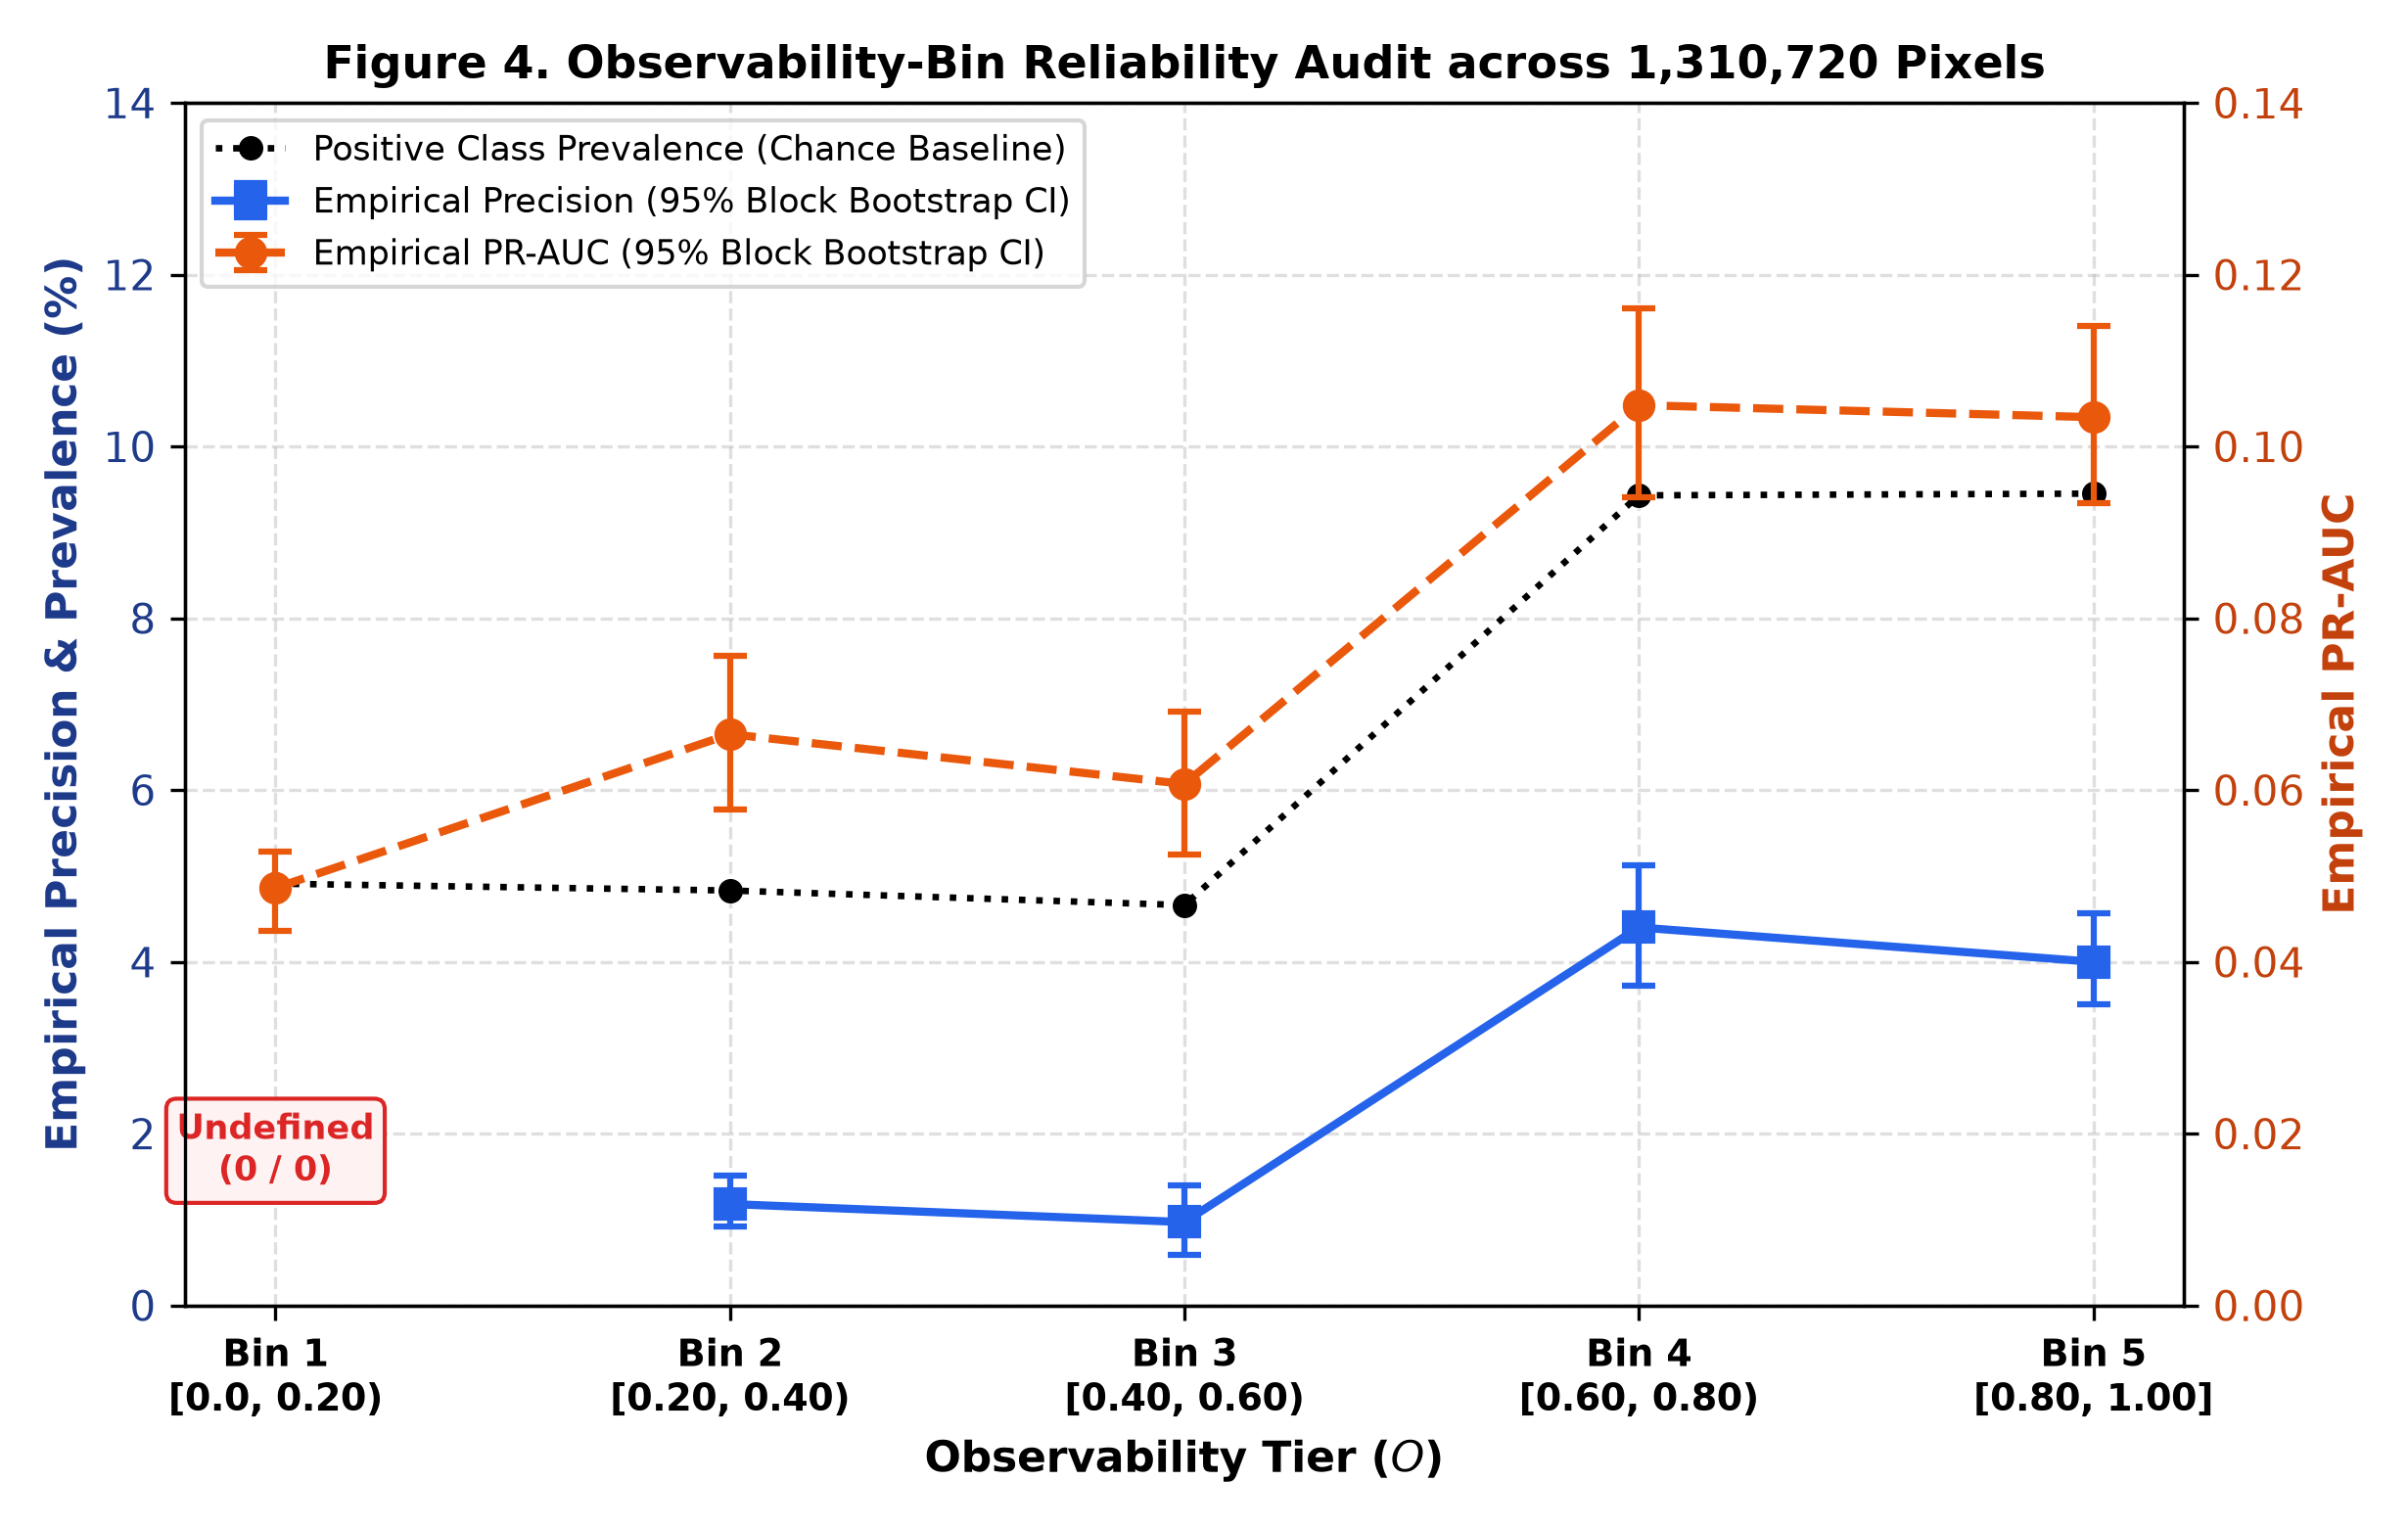 Figure 4. Observability-Bin Reliability Audit across 1,310,720 Pixels
Positive Class Prevalence (Chance Baseline)
Empirical Precision (95% Block Bootstrap CI)
Empirical PR-AUC (95% Block Bootstrap CI)
Empirical Precision & Prevalence (%)
14
12
10
8
6
4
2
0
Undefined
(0 / 0)
0.14
0.12
0.10
0.08
0.06
0.04
0.02
0.00
Empirical PR-AUC
Bin 1
[0.0, 0.20)
Bin 2
[0.20, 0.40)
Bin 3
[0.40, 0.60)
Bin 4
[0.60, 0.80)
Bin 5
[0.80, 1.00]
Observability Tier (O)